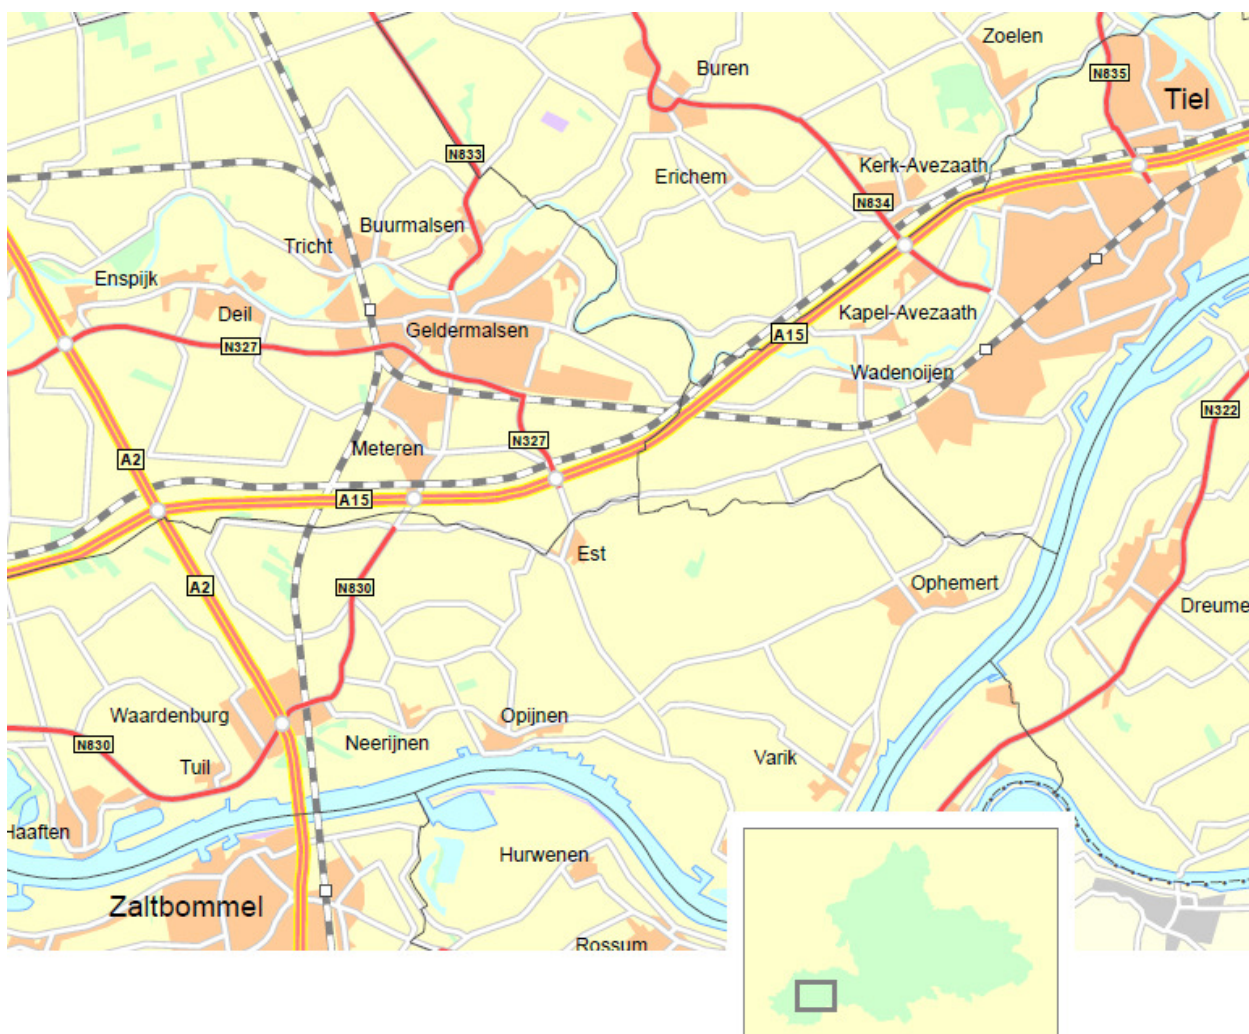 Zoelen
Buren
N835
Tiel
N833
Kerk-Avezaath
Erichem
N834
Buurmalsen
Tricht
Enspijk
Deil
Kapel-Avezaath
Geldermalsen
A15
N327
Wadenoijen
N322
N327
Meteren
A2
A15
Est
Ophemert
A2
N830
Dreume
Waardenburg
Opijnen
N830
Neerijnen
Varik
Tuil
Haaften
Hurwenen
Zaltbommel
Rossum